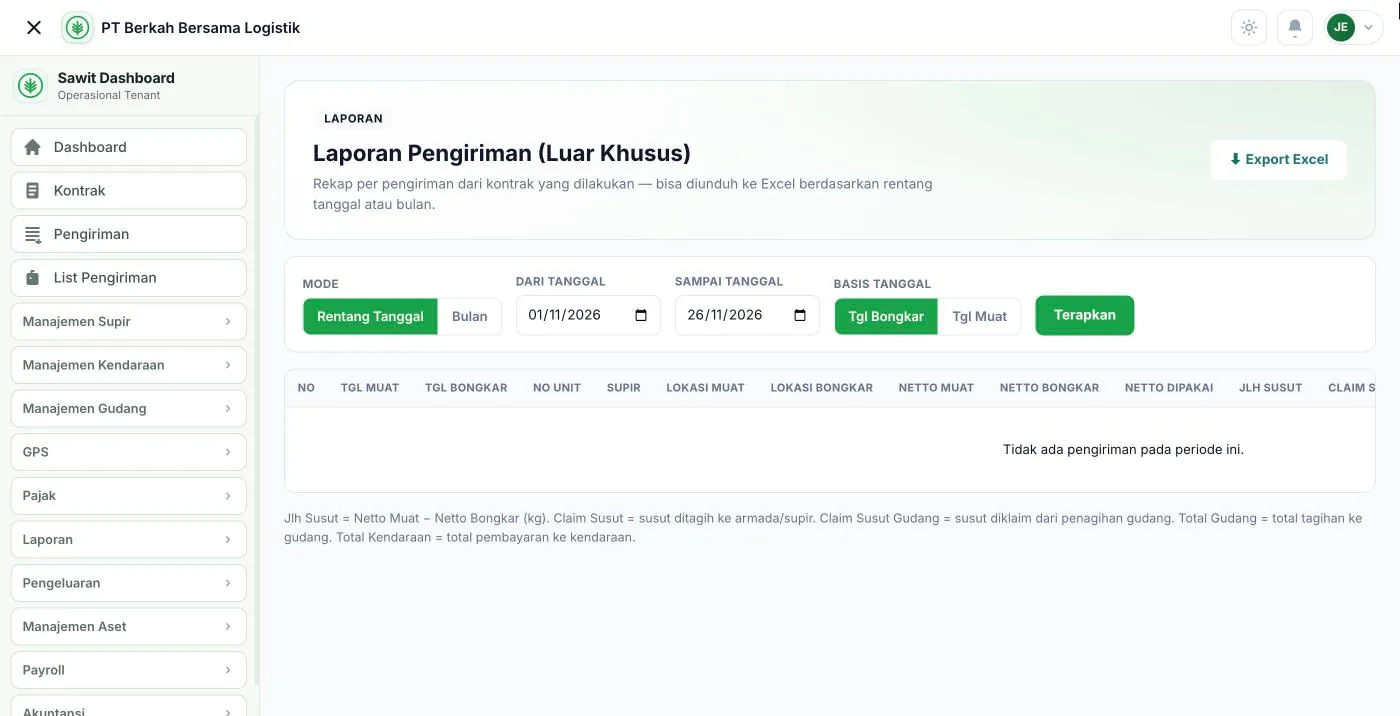 PT Berkah Bersama Logistik
JE
Sawit Dashboard
Operasional Tenant
Dashboard
Kontrak
Pengiriman
List Pengiriman
Manajemen Supir
Manajemen Kendaraan
Manajemen Gudang
GPS
Pajak
Laporan
Pengeluaran
Manajemen Aset
Payroll
Akuntansi
LAPORAN
Laporan Pengiriman (Luar Khusus)
Rekap per pengiriman dari kontrak yang dilakukan — bisa diunduh ke Excel berdasarkan rentang
tanggal atau bulan.
⬇ Export Excel
MODE
Rentang Tanggal Bulan
DARI TANGGAL
01/11/2026
SAMPAI TANGGAL
26/11/2026
BASIS TANGGAL
Tgl Bongkar Tgl Muat
Terapkan
NO TGL MUAT TGL BONGKAR NO UNIT SUPIR LOKASI MUAT LOKASI BONGKAR NETTO MUAT NETTO BONGKAR NETTO DIPAKAI JLH SUSUT CLAIM S
Tidak ada pengiriman pada periode ini.
Jlh Susut = Netto Muat − Netto Bongkar (kg). Claim Susut = susut ditagih ke armada/supir. Claim Susut Gudang = susut diklaim dari penagihan gudang. Total Gudang = total tagihan ke
gudang. Total Kendaraan = total pembayaran ke kendaraan.